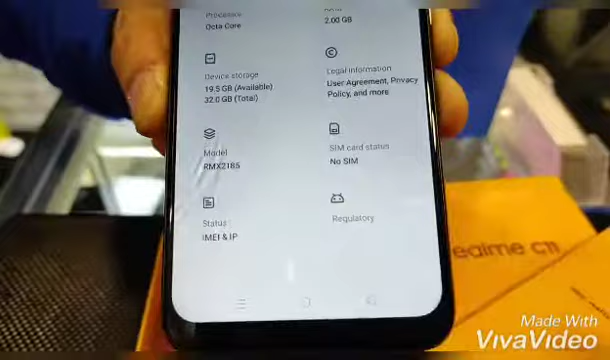 Processor
Octa Core
RAM
2.00 GB
Device storage
19.5 GB (Available)
32.0 GB (Total)
Legal information
User Agreement, Privacy
Policy, and more
Model
RMX2185
SIM card status
No SIM
Status
IMEI & IP
Regulatory
realme C11
Made With
VivaVideo